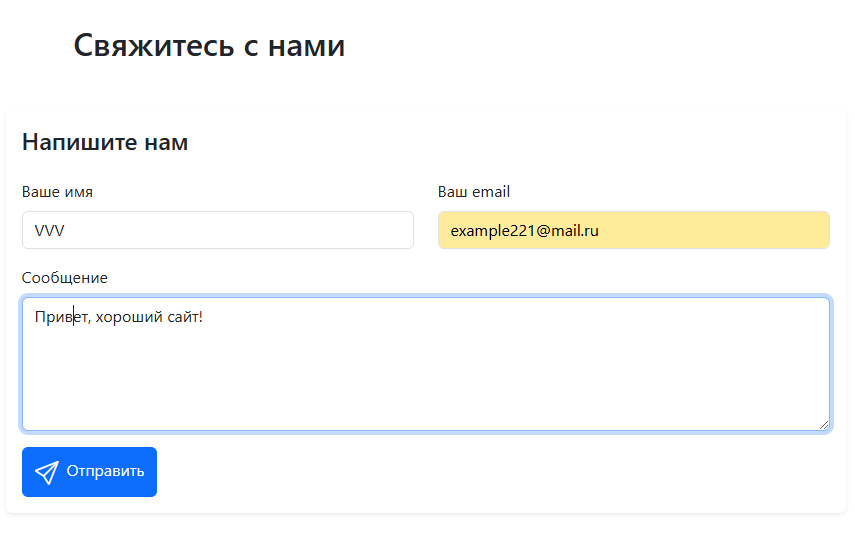 Свяжитесь с нами
Напишите нам
Ваше имя
Ваш email
VVV
example221@mail.ru
Сообщение
Привет, хороший сайт!
Отправить